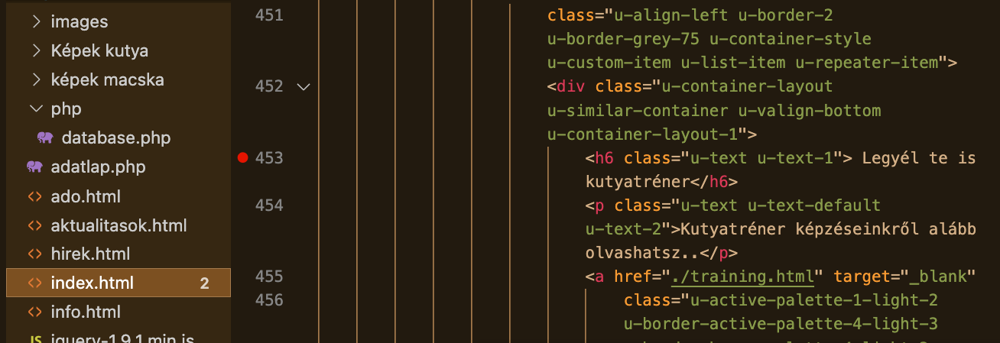 images
Képek kutya
képek macska
php
database.php
adatlap.php
ado.html
aktualitasok.html
hirek.html
index.html 2
info.html
JS jquery-1.9.1.min.js
451 class="u-align-left u-border-2
u-border-grey-75 u-container-style
u-custom-item u-list-item u-repeater-item">
452 <div class="u-container-layout
u-similar-container u-valign-bottom
u-container-layout-1">
453 <h6 class="u-text u-text-1"> Legyél te is
kutyatréner</h6>
454 <p class="u-text u-text-default
u-text-2">Kutyatréner képzéseinkről alább
olvashatsz..</p>
455 <a href="./training.html" target="_blank"
456 class="u-active-palette-1-light-2
u-border-active-palette-4-light-3